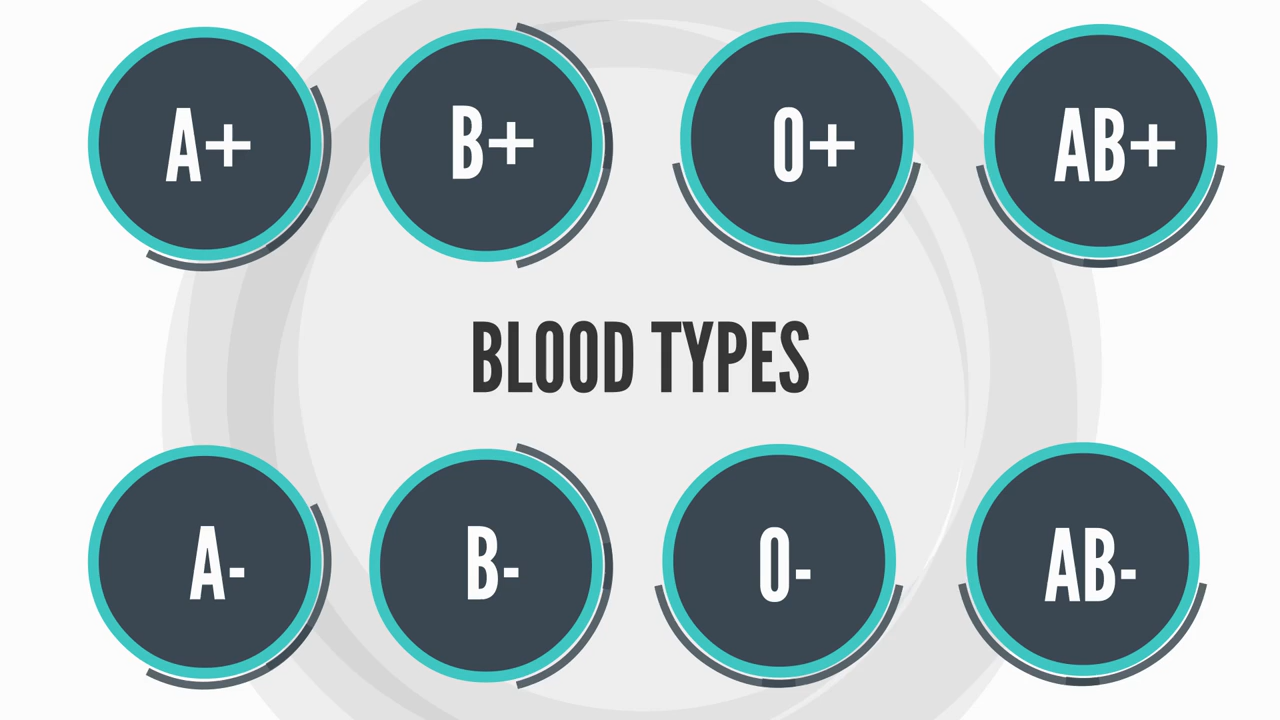 A+
B+
O+
AB+
BLOOD TYPES
A-
B-
O-
AB-